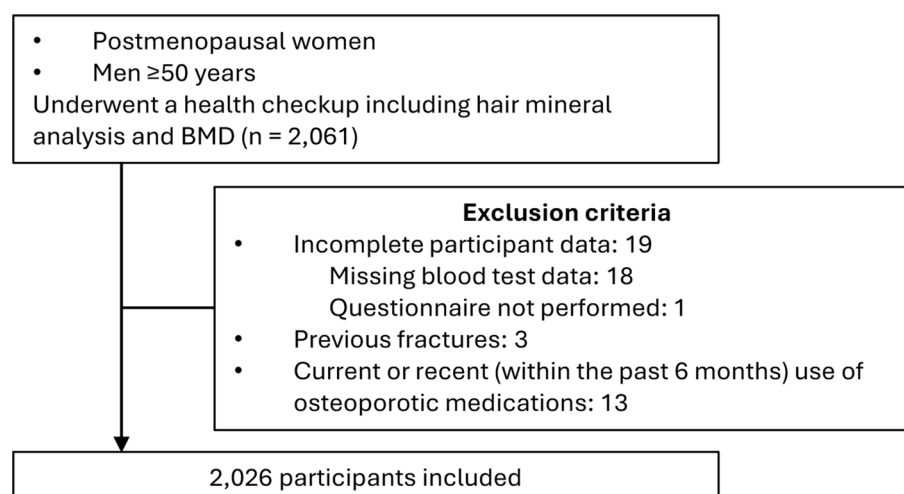 • Postmenopausal women
• Men ≥50 years
Underwent a health checkup including hair mineral
analysis and BMD (n = 2,061)
Exclusion criteria
• Incomplete participant data: 19
Missing blood test data: 18
Questionnaire not performed: 1
• Previous fractures: 3
• Current or recent (within the past 6 months) use of
osteoporotic medications: 13
2,026 participants included